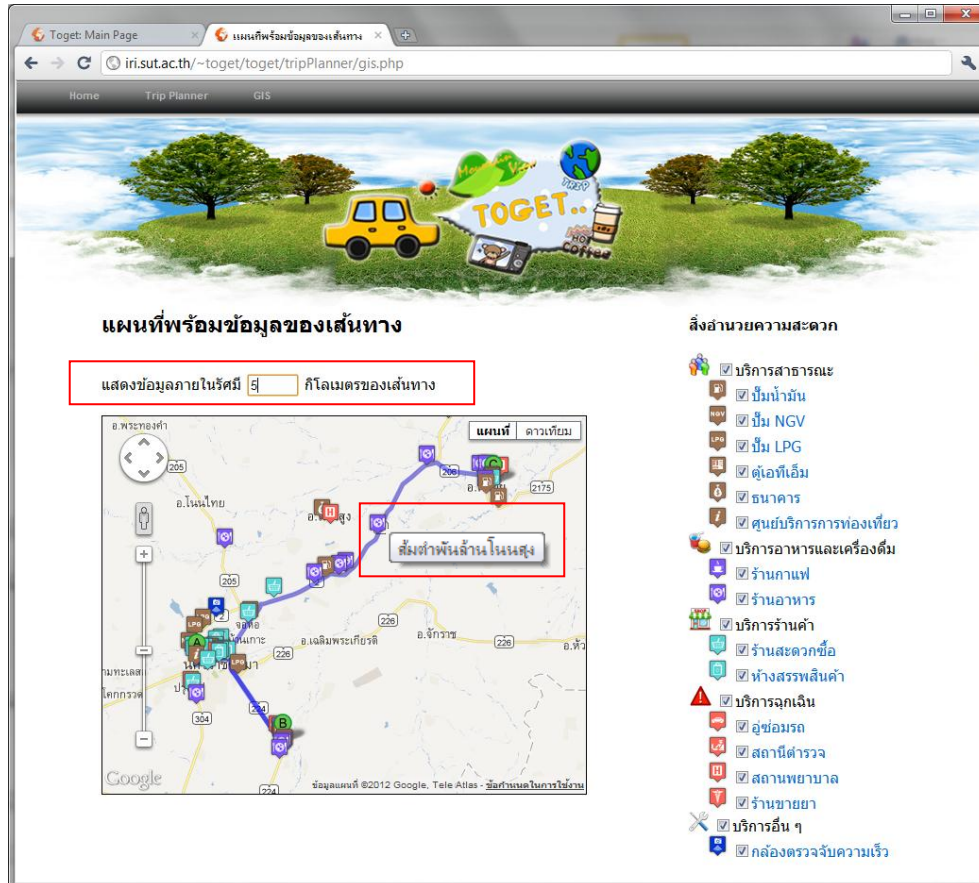 Toget: Main Page
แผนที่พร้อมข้อมูลของเส้นทาง
iri.sut.ac.th/~toget/toget/tripPlanner/gis.php
Home Trip Planner GIS
Mountain View
TRIP
TOGET..
HOT
Coffee
แผนที่พร้อมข้อมูลของเส้นทาง
แสดงข้อมูลภายในรัศมี 5 กิโลเมตรของเส้นทาง
อ.พระทองคำ
แผนที่ ดาวเทียม
205
206
2175
อ.โนนไทย
ส้มตำพันล้านโนนสูง
205
2
จอหอ
226
อ.เฉลิมพระเกียรติ
อ.จักราช
226
226
A
B
C
304
224
224
LPG
Google
ข้อมูลแผนที่ ©2012 Google, Tele Atlas - ข้อกำหนดในการใช้งาน
สิ่งอำนวยความสะดวก
บริการสาธารณะ
ปั๊มน้ำมัน
NGV ปั๊ม NGV
LPG ปั๊ม LPG
ตู้เอทีเอ็ม
ธนาคาร
ศูนย์บริการการท่องเที่ยว
บริการอาหารและเครื่องดื่ม
ร้านกาแฟ
ร้านอาหาร
บริการร้านค้า
ร้านสะดวกซื้อ
ห้างสรรพสินค้า
บริการฉุกเฉิน
อู่ซ่อมรถ
สถานีตำรวจ
สถานพยาบาล
ร้านขายยา
บริการอื่น ๆ
กล้องตรวจจับความเร็ว